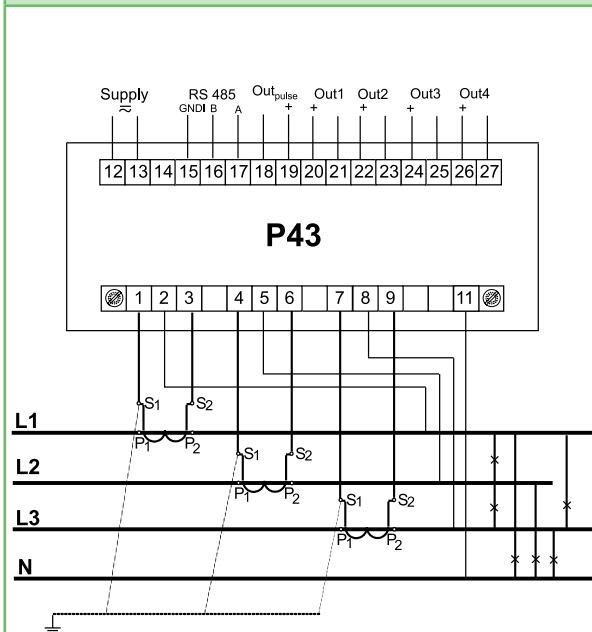 Supply RS 485 Outpulse Out1 Out2 Out3 Out4
≂ GNDI B A + + + + +
12 13 14 15 16 17 18 19 20 21 22 23 24 25 26 27
P43
1 2 3 4 5 6 7 8 9 11
S1 S2
L1
P1 P2 S1 S2
L2
P1 P2 S1 S2
L3
P1 P2
N